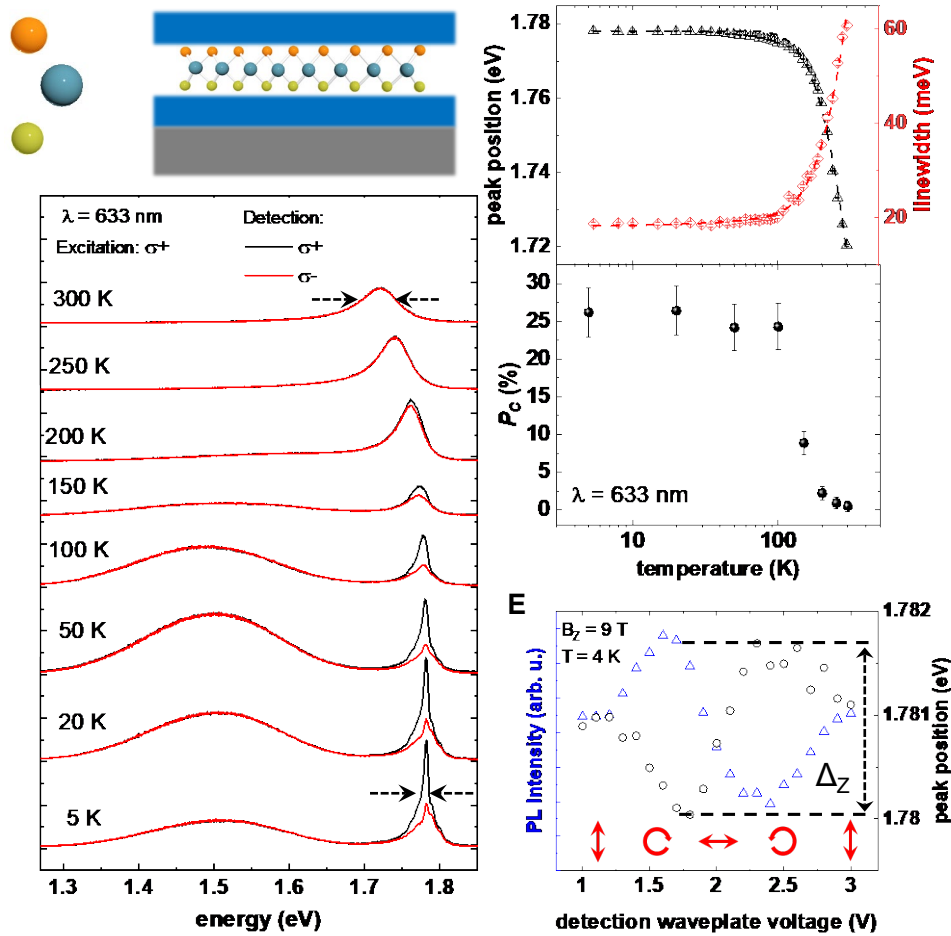 λ = 633 nm
Excitation: σ+
Detection:
σ+
σ-
300 K
250 K
200 K
150 K
100 K
50 K
20 K
5 K
1.3 1.4 1.5 1.6 1.7 1.8
energy (eV)
peak position (eV)
1.78
1.76
1.74
1.72
linewidth (meV)
60
40
20
P_C (%)
30
25
20
15
10
5
0
λ = 633 nm
10 100
temperature (K)
E
B_Z = 9 T
T = 4 K
PL Intensity (arb. u.)
Δ_Z
1.782
1.781
1.78
peak position (eV)
1 1.5 2 2.5 3
detection waveplate voltage (V)